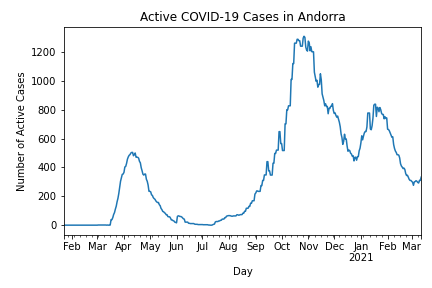 Active COVID-19 Cases in Andorra
Number of Active Cases
1200
1000
800
600
400
200
0
Feb Mar Apr May Jun Jul Aug Sep Oct Nov Dec Jan Feb Mar
2021
Day